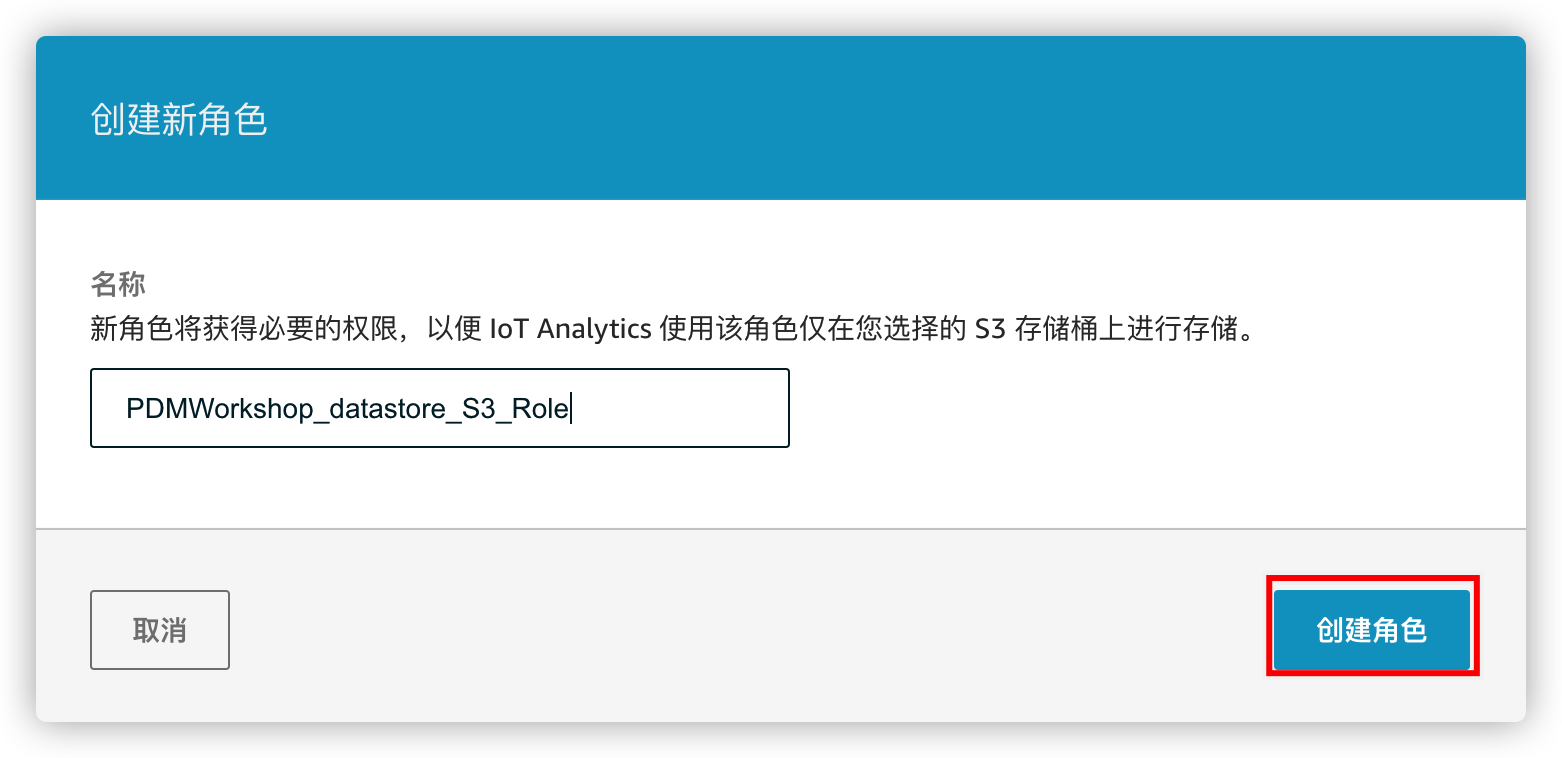 创建新角色
名称
新角色将获得必要的权限，以便 IoT Analytics 使用该角色仅在您选择的 S3 存储桶上进行存储。
PDMWorkshop_datastore_S3_Role
取消
创建角色